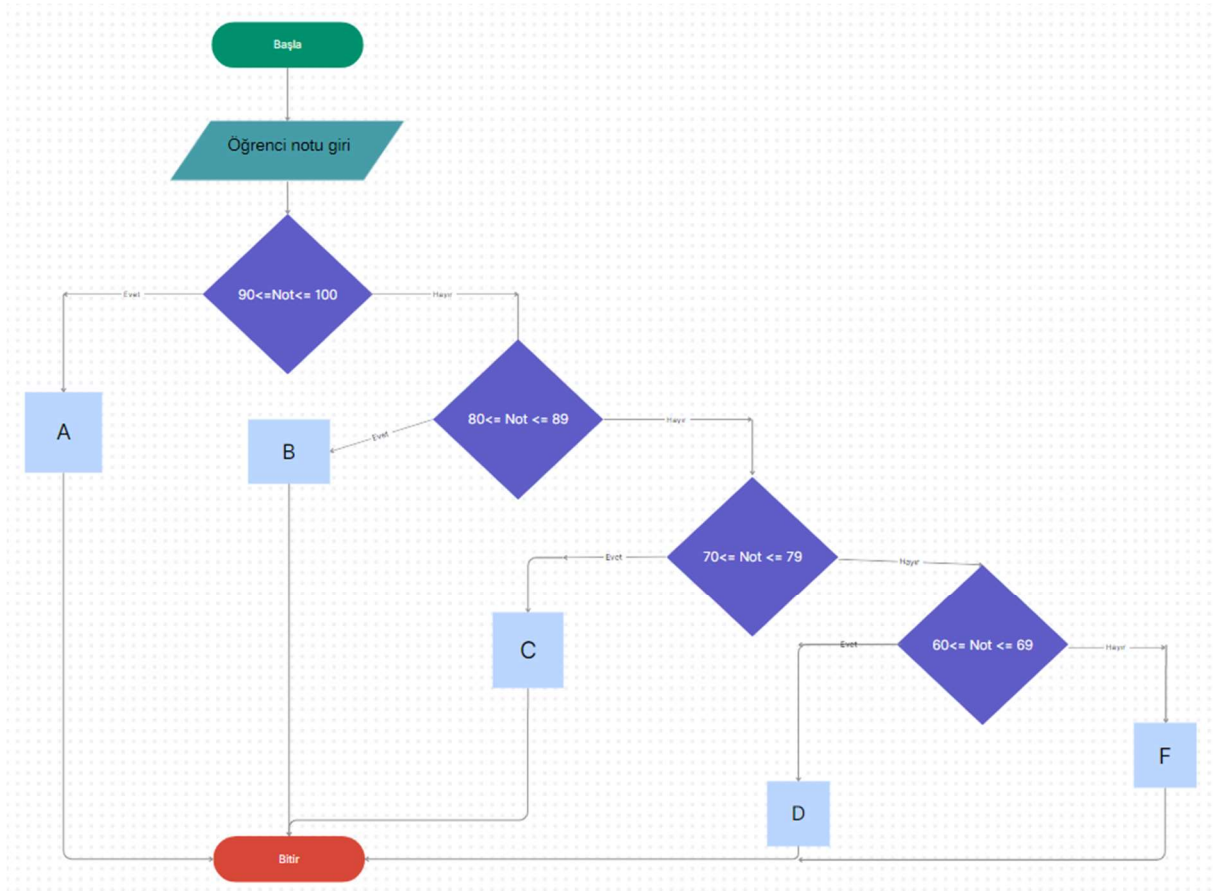 Başla
Öğrenci notu giri
90<=Not<= 100
Evet
Hayır
A
80<= Not <= 89
Evet
Hayır
B
70<= Not <= 79
Evet
Hayır
C
60<= Not <= 69
Evet
Hayır
D
F
Bitir